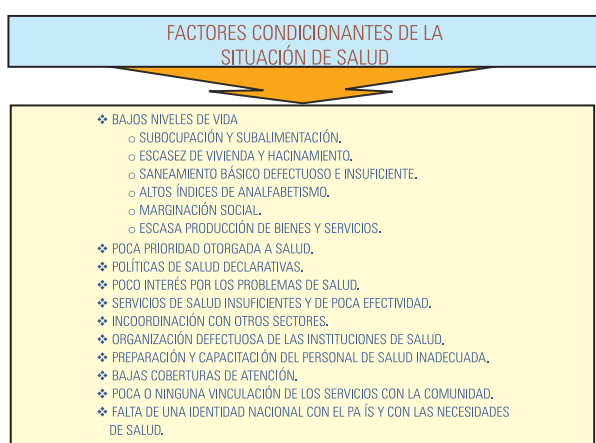 FACTORES CONDICIONANTES DE LA
SITUACIÓN DE SALUD
❖ BAJOS NIVELES DE VIDA
o SUBOCUPACIÓN Y SUBALIMENTACIÓN.
o ESCASEZ DE VIVIENDA Y HACINAMIENTO.
o SANEAMIENTO BÁSICO DEFECTUOSO E INSUFICIENTE.
o ALTOS ÍNDICES DE ANALFABETISMO.
o MARGINACIÓN SOCIAL.
o ESCASA PRODUCCIÓN DE BIENES Y SERVICIOS.
❖ POCA PRIORIDAD OTORGADA A SALUD.
❖ POLÍTICAS DE SALUD DECLARATIVAS.
❖ POCO INTERÉS POR LOS PROBLEMAS DE SALUD.
❖ SERVICIOS DE SALUD INSUFICIENTES Y DE POCA EFECTIVIDAD.
❖ INCOORDINACIÓN CON OTROS SECTORES.
❖ ORGANIZACIÓN DEFECTUOSA DE LAS INSTITUCIONES DE SALUD.
❖ PREPARACIÓN Y CAPACITACIÓN DEL PERSONAL DE SALUD INADECUADA.
❖ BAJAS COBERTURAS DE ATENCIÓN.
❖ POCA O NINGUNA VINCULACIÓN DE LOS SERVICIOS CON LA COMUNIDAD.
❖ FALTA DE UNA IDENTIDAD NACIONAL CON EL PA ÍS Y CON LAS NECESIDADES
DE SALUD.